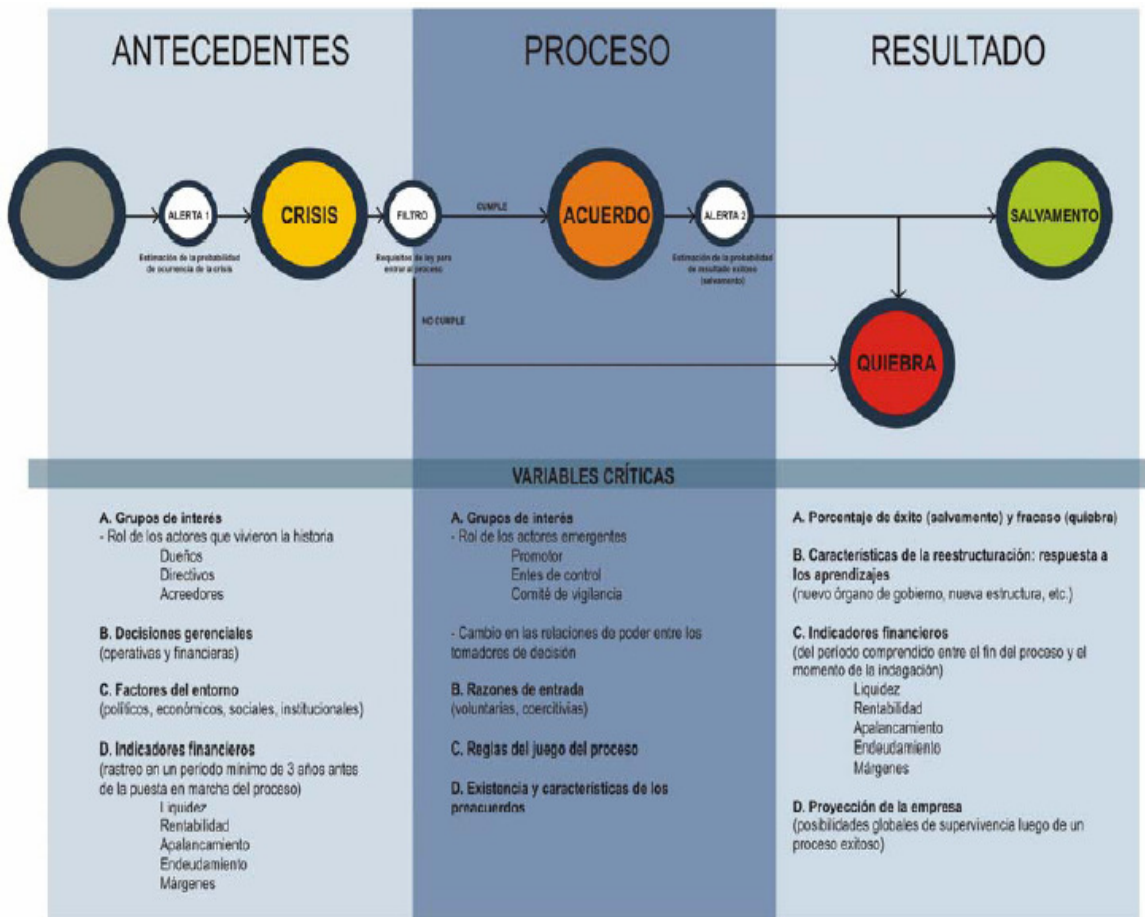 ANTECEDENTES
PROCESO
RESULTADO
ALERTA 1
CRISIS
FILTRO
CUMPLE
ACUERDO
ALERTA 2
SALVAMENTO
Estimación de la probabilidad
de ocurrencia de la crisis
Requisitos de ley para
entrar al proceso
Estimación de la probabilidad
de resultado exitoso
(salvamento)
NO CUMPLE
QUIEBRA
VARIABLES CRÍTICAS
A. Grupos de interés
- Rol de los actores que vivieron la historia
Dueños
Directivos
Acreedores
B. Decisiones gerenciales
(operativas y financieras)
C. Factores del entorno
(políticos, económicos, sociales, institucionales)
D. Indicadores financieros
(rastreo en un período mínimo de 3 años antes
de la puesta en marcha del proceso)
Liquidez
Rentabilidad
Apalancamiento
Endeudamiento
Márgenes
A. Grupos de interés
- Rol de los actores emergentes
Promotor
Entes de control
Comité de vigilancia
- Cambio en las relaciones de poder entre los
tomadores de decisión
B. Razones de entrada
(voluntarias, coercitivias)
C. Reglas del juego del proceso
D. Existencia y características de los
preacuerdos
A. Porcentaje de éxito (salvamento) y fracaso (quiebra)
B. Características de la reestructuración: respuesta a
los aprendizajes
(nuevo órgano de gobierno, nueva estructura, etc.)
C. Indicadores financieros
(del período comprendido entre el fin del proceso y el
momento de la indagación)
Liquidez
Rentabilidad
Apalancamiento
Endeudamiento
Márgenes
D. Proyección de la empresa
(posibilidades globales de supervivencia luego de un
proceso exitoso)